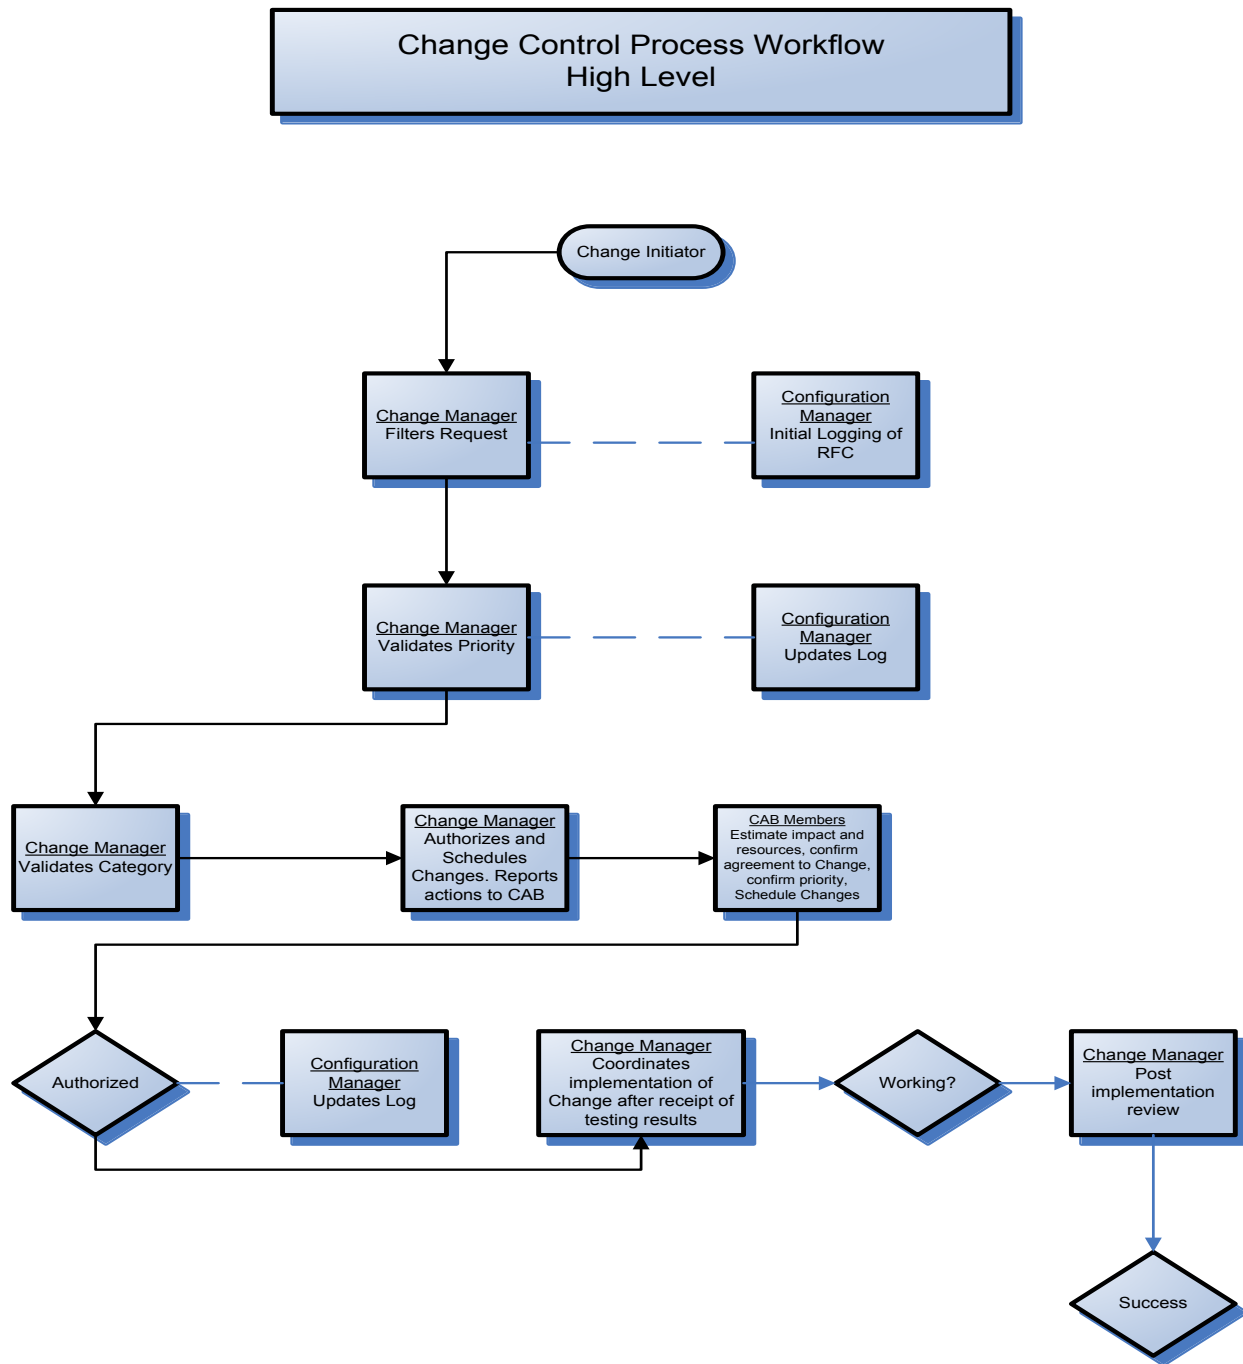 Change Control Process Workflow
High Level
Change Initiator
Change Manager
Filters Request
Configuration
Manager
Initial Logging of
RFC
Change Manager
Validates Priority
Configuration
Manager
Updates Log
Change Manager
Validates Category
Change Manager
Authorizes and
Schedules
Changes. Reports
actions to CAB
CAB Members
Estimate impact and
resources, confirm
agreement to Change,
confirm priority,
Schedule Changes
Authorized
Configuration
Manager
Updates Log
Change Manager
Coordinates
implementation of
Change after receipt of
testing results
Working?
Change Manager
Post
implementation
review
Success